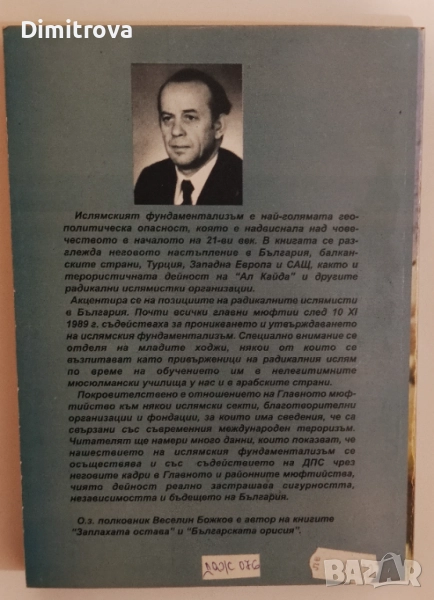 Dimitrova
Ислямският фундаментализъм е най-голямата гео-
политическа опасност, която е надвиснала над чове-
чеството в началото на 21-ви век. В книгата се раз-
глежда неговото настъпление в България, балкан-
ските страни, Турция, Западна Европа и САЩ, както и
терористичната дейност на "Ал Кайда" и другите
радикални ислямистки организации.
Акцентира се на позициите на радикалните ислямисти
в България. Почти всички главни мюфтии след 10 XI
1989 г. съдействаха за проникването и утвърждаването
на ислямския фундаментализъм. Специално внимание се
отделя на младите ходжи, някои от които се
възпитават като привърженици на радикалния ислям
по време на обучението им в нелегитимните
мюсюлмански училища у нас и в арабските страни.
Покровителствено е отношението на Главното мюф-
тийство към някои ислямски секти, благотворителни
организации и фондации, за които има сведения, че са
свързани със съвременния международен тероризъм.
Читателят ще намери много данни, които показват, че
нашествието на ислямския фундаментализъм се
осъществява и със съдействието на ДПС чрез
неговите кадри в Главното и районните мюфтийства,
чиято дейност реално застрашава сигурността,
независимостта и бъдещето на България.
О.з. полковник Веселин Божков е автор на книгите
"Заплахата остава" и "Българската орисия".
BAZAR